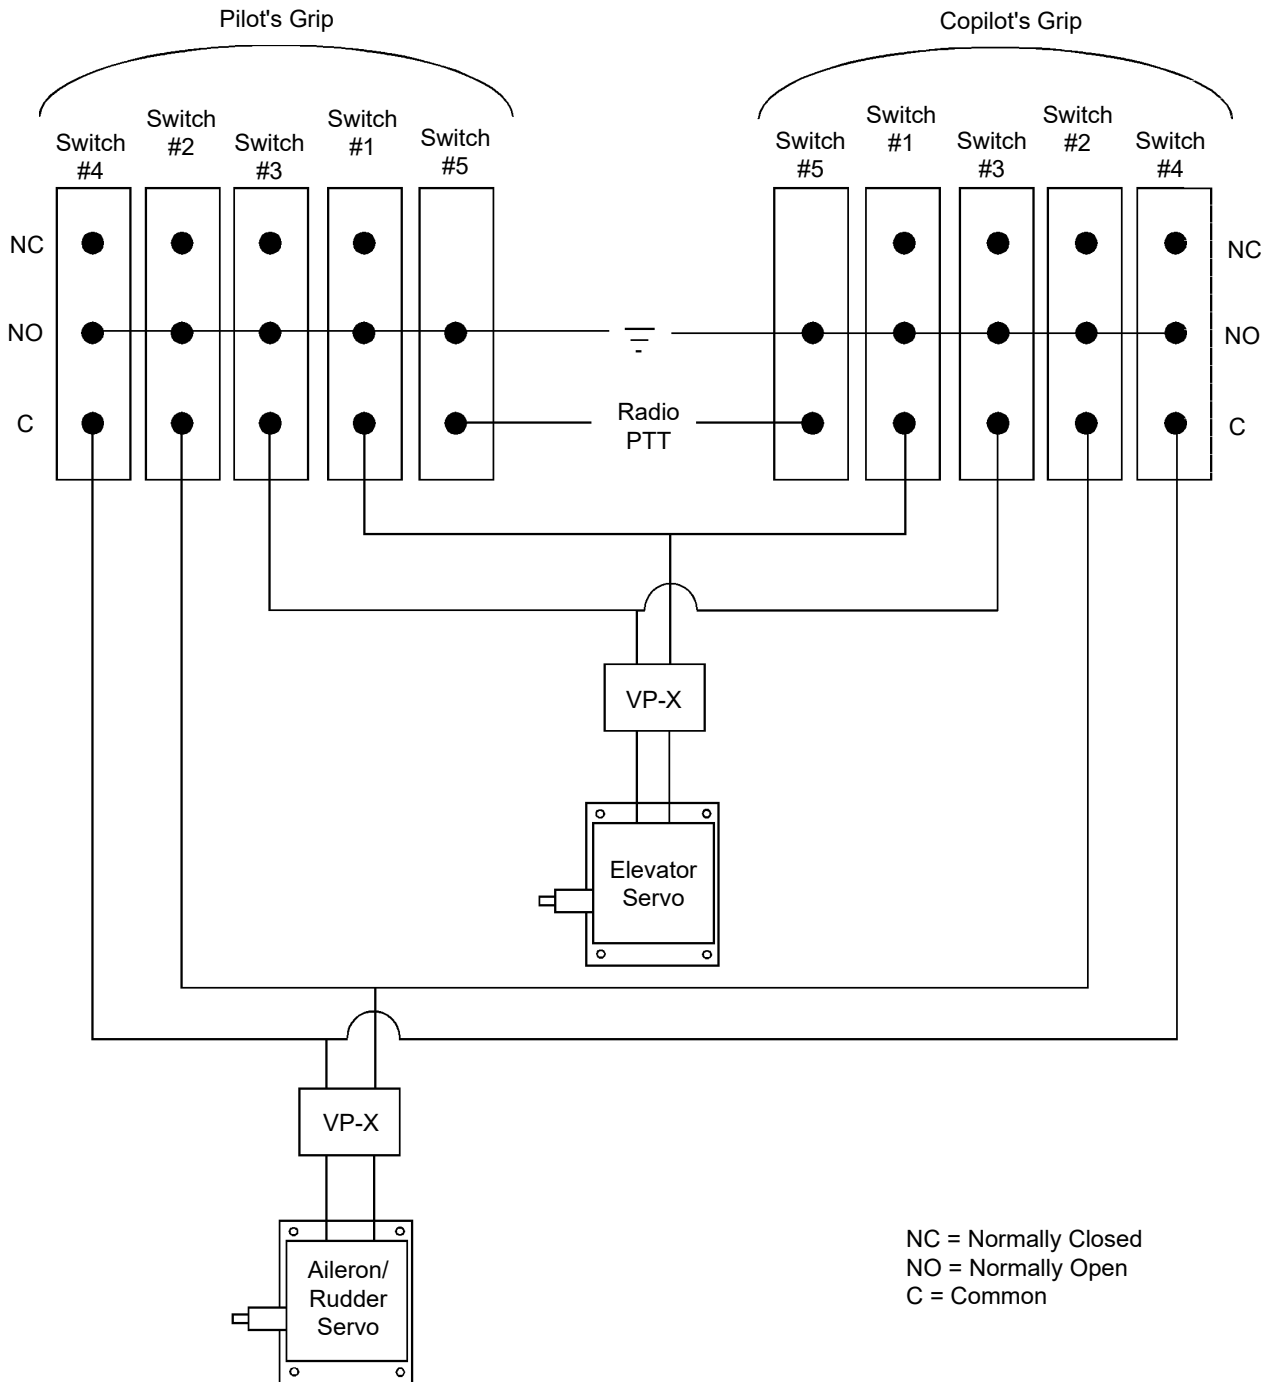 Pilot's Grip
Copilot's Grip
Switch
#4
Switch
#2
Switch
#3
Switch
#1
Switch
#5
Switch
#5
Switch
#1
Switch
#3
Switch
#2
Switch
#4
NC
NC
NO
NO
C
Radio
PTT
C
VP-X
Elevator
Servo
VP-X
Aileron/
Rudder
Servo
NC = Normally Closed
NO = Normally Open
C = Common